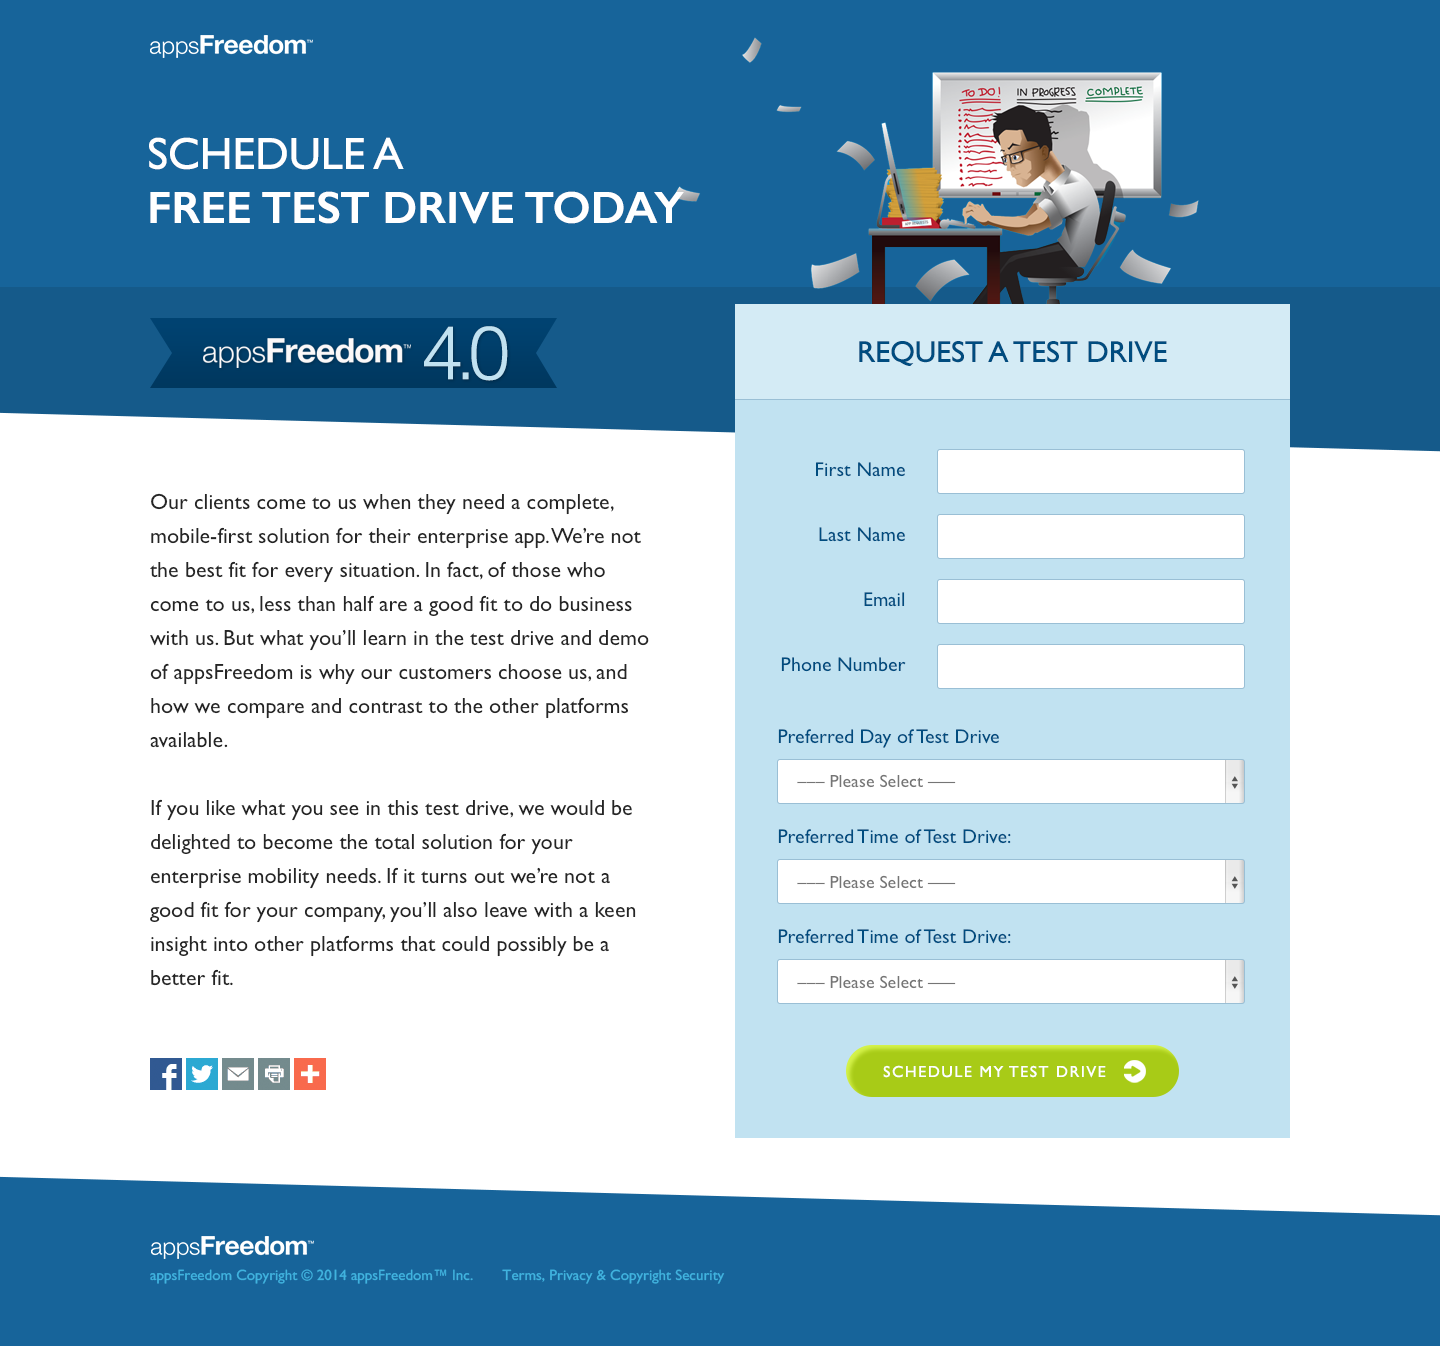 appsFreedom™
TO DO! IN PROGRESS COMPLETE
SCHEDULE A
FREE TEST DRIVE TODAY
appsFreedom™ 4.0
Our clients come to us when they need a complete,
mobile-first solution for their enterprise app. We’re not
the best fit for every situation. In fact, of those who
come to us, less than half are a good fit to do business
with us. But what you’ll learn in the test drive and demo
of appsFreedom is why our customers choose us, and
how we compare and contrast to the other platforms
available.
If you like what you see in this test drive, we would be
delighted to become the total solution for your
enterprise mobility needs. If it turns out we’re not a
good fit for your company, you’ll also leave with a keen
insight into other platforms that could possibly be a
better fit.
REQUEST A TEST DRIVE
First Name
Last Name
Email
Phone Number
Preferred Day of Test Drive
––– Please Select –––
Preferred Time of Test Drive:
––– Please Select –––
Preferred Time of Test Drive:
––– Please Select –––
SCHEDULE MY TEST DRIVE
appsFreedom™
appsFreedom Copyright © 2014 appsFreedom™ Inc. Terms, Privacy & Copyright Security